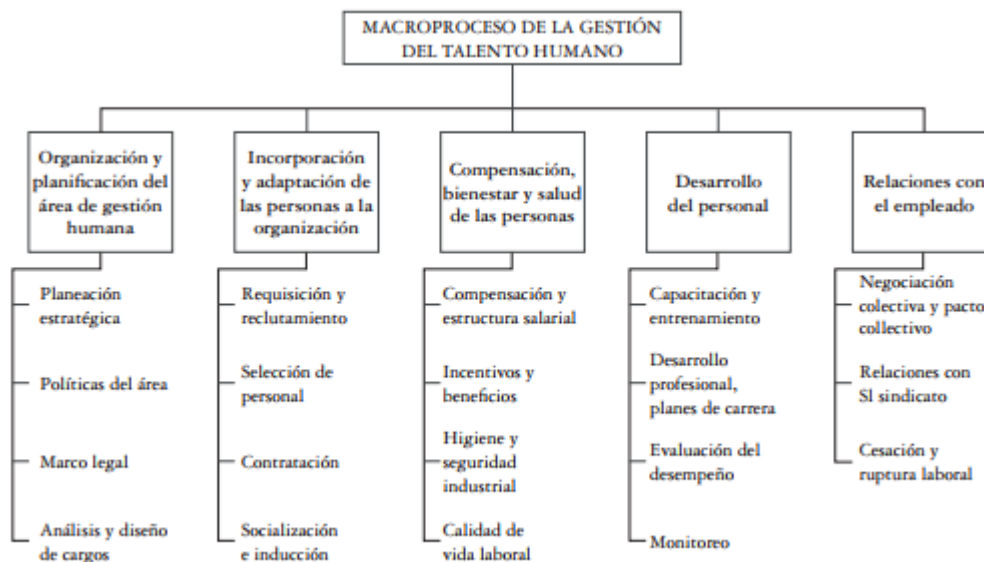 MACROPROCESO DE LA GESTIÓN
DEL TALENTO HUMANO
Organización y
planificación del
área de gestión
humana
Planeación
estratégica
Políticas del área
Marco legal
Análisis y diseño
de cargos
Incorporación
y adaptación de
las personas a la
organización
Requisición y
reclutamiento
Selección de
personal
Contratación
Socialización
e inducción
Compensación,
bienestar y salud
de las personas
Compensación y
estructura salarial
Incentivos y
beneficios
Higiene y
seguridad
industrial
Calidad de
vida laboral
Desarrollo
del personal
Capacitación y
entrenamiento
Desarrollo
profesional,
planes de carrera
Evaluación del
desempeño
Monitoreo
Relaciones con
el empleado
Negociación
colectiva y pacto
collectivo
Relaciones con
Sl sindicato
Cesación y
ruptura laboral